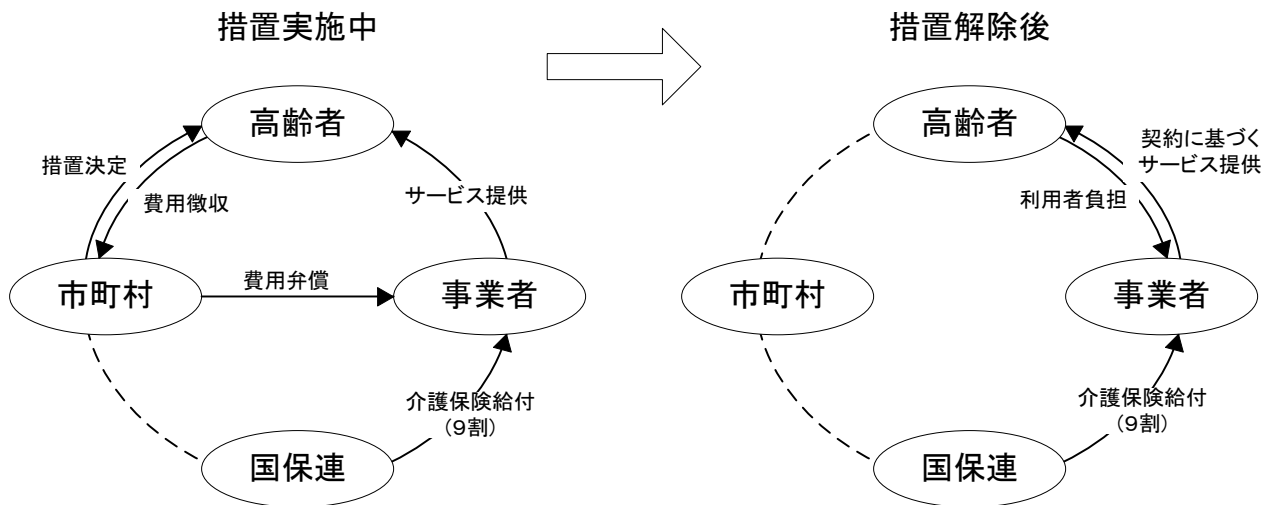 措置実施中
高齢者
措置決定
費用徴収
サービス提供
市町村
費用弁償
事業者
介護保険給付
（9割）
国保連
措置解除後
高齢者
契約に基づく
サービス提供
利用者負担
市町村
事業者
介護保険給付
（9割）
国保連